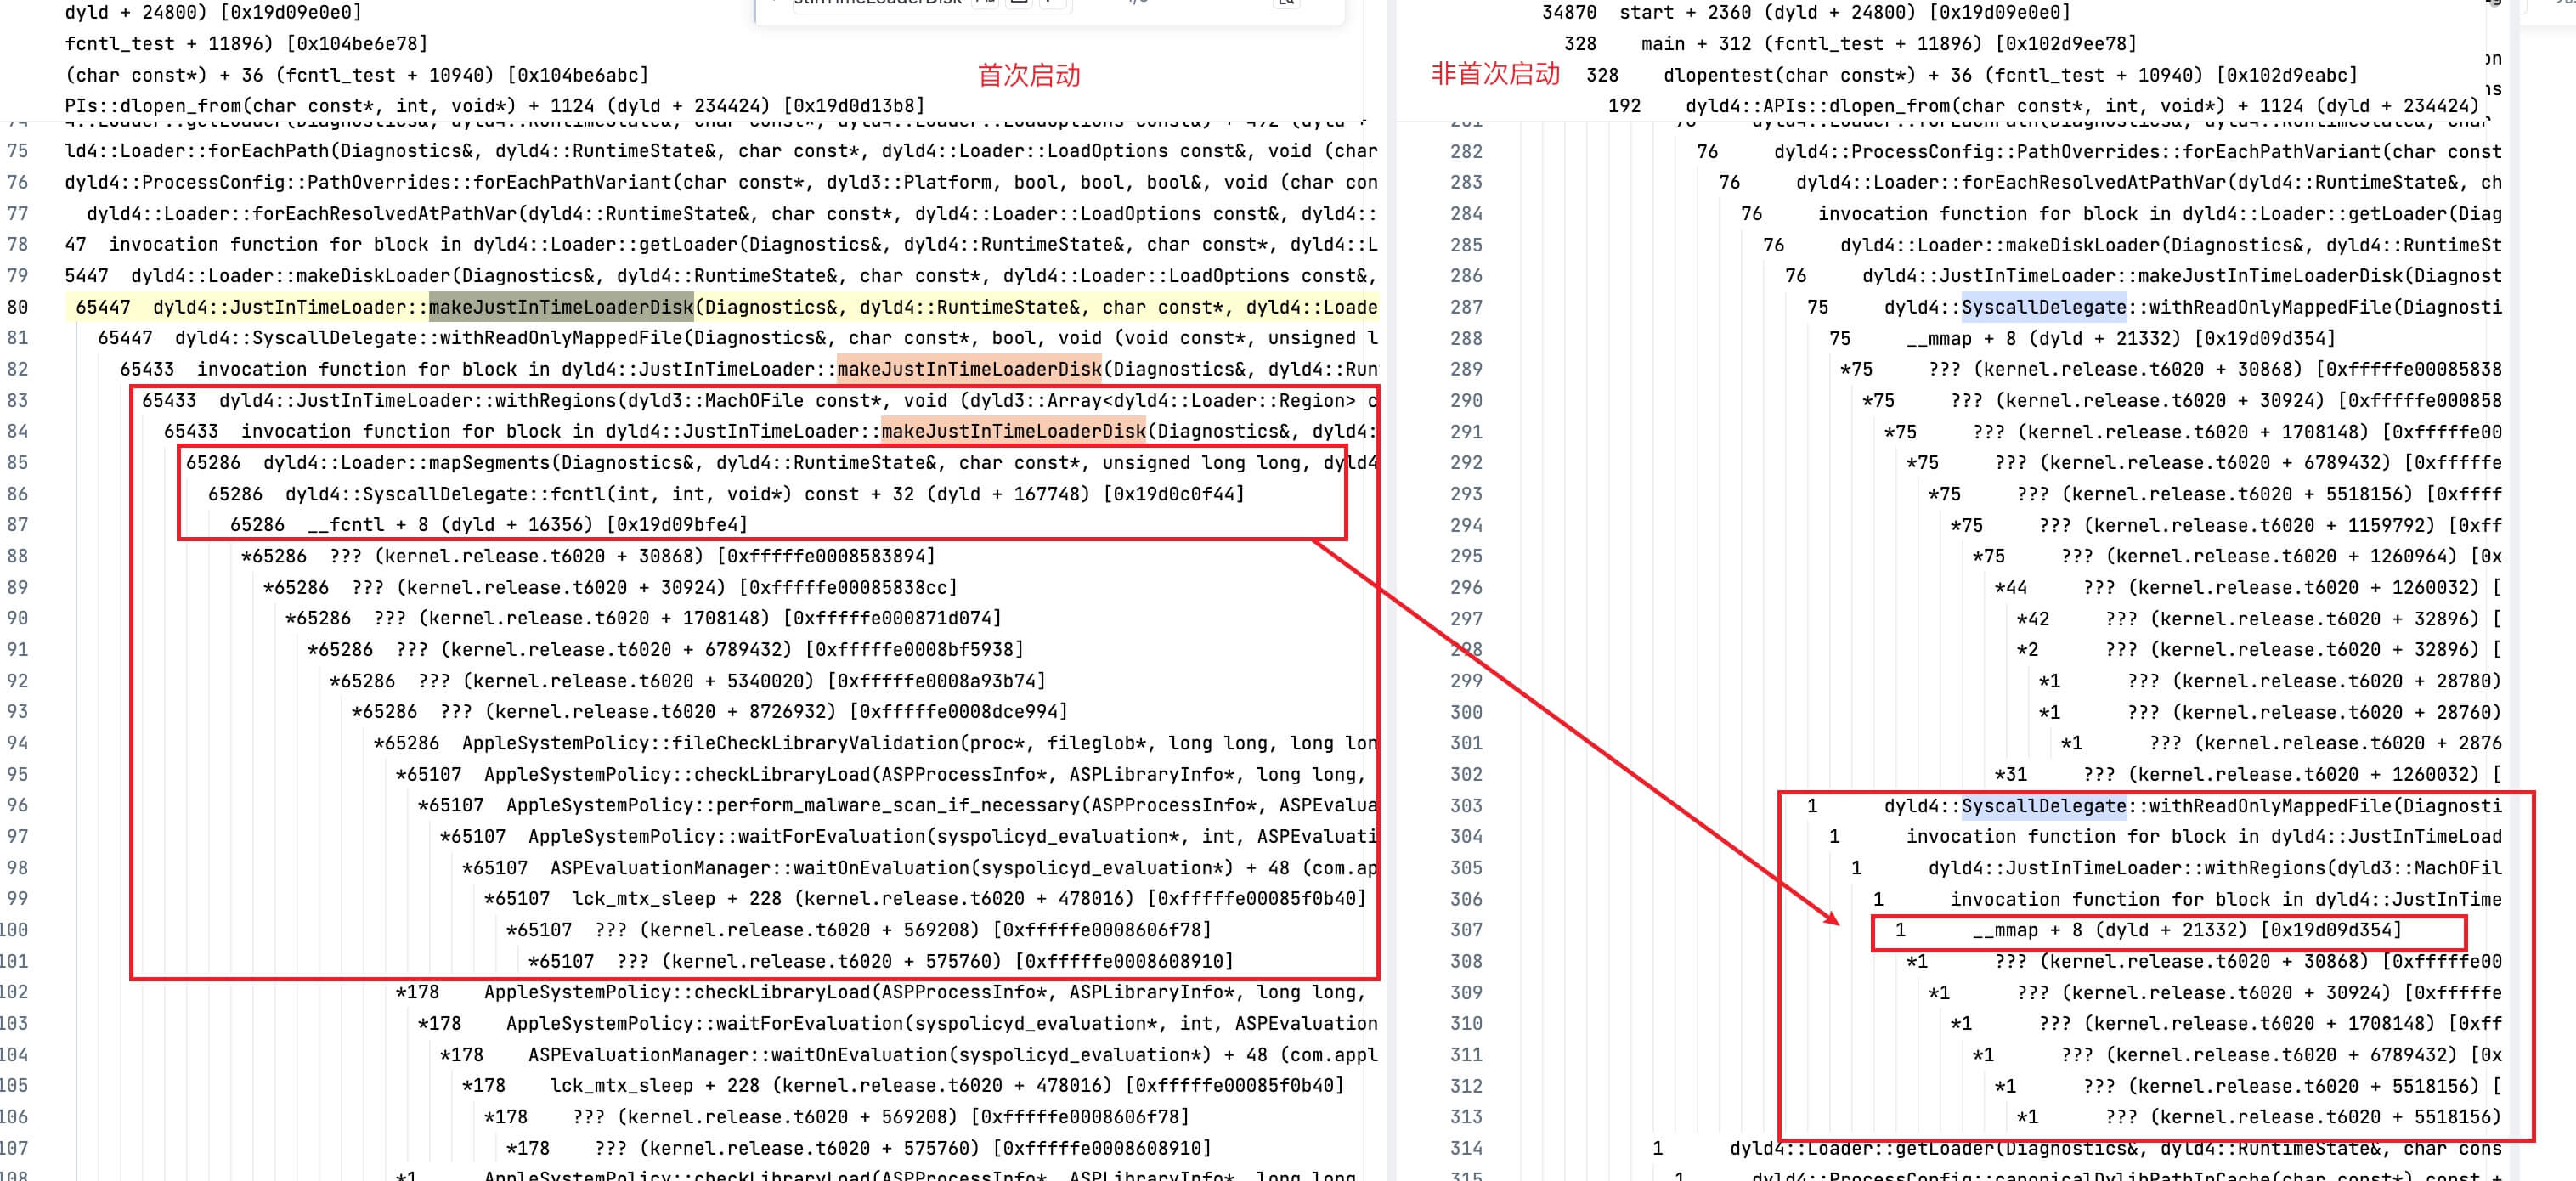 dyld + 24800) [0x19d09e0e0]
fcntl_test + 11896) [0x104be6e78]
(char const*) + 36 (fcntl_test + 10940) [0x104be6abc]
首次启动
PIs::dlopen_from(char const*, int, void*) + 1124 (dyld + 234424) [0x19d0d13b8]
75 ld4::Loader::forEachPath(Diagnostics&, dyld4::RuntimeState&, char const*, dyld4::Loader::LoadOptions const&, void (char
76 dyld4::ProcessConfig::PathOverrides::forEachPathVariant(char const*, dyld3::Platform, bool, bool, bool&, void (char con
77 dyld4::Loader::forEachResolvedAtPathVar(dyld4::RuntimeState&, char const*, dyld4::Loader::LoadOptions const&, dyld4::
78 47 invocation function for block in dyld4::Loader::getLoader(Diagnostics&, dyld4::RuntimeState&, char const*, dyld4::L
79 5447 dyld4::Loader::makeDiskLoader(Diagnostics&, dyld4::RuntimeState&, char const*, dyld4::Loader::LoadOptions const&,
80 65447 dyld4::JustInTimeLoader::makeJustInTimeLoaderDisk(Diagnostics&, dyld4::RuntimeState&, char const*, dyld4::Loade
81 65447 dyld4::SyscallDelegate::withReadOnlyMappedFile(Diagnostics&, char const*, bool, void (void const*, unsigned l
82 65433 invocation function for block in dyld4::JustInTimeLoader::makeJustInTimeLoaderDisk(Diagnostics&, dyld4::Run
83 65433 dyld4::JustInTimeLoader::withRegions(dyld3::MachOFile const*, void (dyld3::Array<dyld4::Loader::Region> c
84 65433 invocation function for block in dyld4::JustInTimeLoader::makeJustInTimeLoaderDisk(Diagnostics&, dyld4:
85 65286 dyld4::Loader::mapSegments(Diagnostics&, dyld4::RuntimeState&, char const*, unsigned long long, dyld4
86 65286 dyld4::SyscallDelegate::fcntl(int, int, void*) const + 32 (dyld + 167748) [0x19d0c0f44]
87 65286 __fcntl + 8 (dyld + 16356) [0x19d09bfe4]
88 *65286 ??? (kernel.release.t6020 + 30868) [0xfffffe0008583894]
89 *65286 ??? (kernel.release.t6020 + 30924) [0xfffffe00085838cc]
90 *65286 ??? (kernel.release.t6020 + 1708148) [0xfffffe000871d074]
91 *65286 ??? (kernel.release.t6020 + 6789432) [0xfffffe0008bf5938]
92 *65286 ??? (kernel.release.t6020 + 5340020) [0xfffffe0008a93b74]
93 *65286 ??? (kernel.release.t6020 + 8726932) [0xfffffe0008dce994]
94 *65286 AppleSystemPolicy::fileCheckLibraryValidation(proc*, fileglob*, long long, long lon
95 *65107 AppleSystemPolicy::checkLibraryLoad(ASPProcessInfo*, ASPLibraryInfo*, long long,
96 *65107 AppleSystemPolicy::perform_malware_scan_if_necessary(ASPProcessInfo*, ASPEvalua
97 *65107 AppleSystemPolicy::waitForEvaluation(syspolicyd_evaluation*, int, ASPEvaluati
98 *65107 ASPEvaluationManager::waitOnEvaluation(syspolicyd_evaluation*) + 48 (com.ap
99 *65107 lck_mtx_sleep + 228 (kernel.release.t6020 + 478016) [0xfffffe00085f0b40]
100 *65107 ??? (kernel.release.t6020 + 569208) [0xfffffe0008606f78]
101 *65107 ??? (kernel.release.t6020 + 575760) [0xfffffe0008608910]
102 *178 AppleSystemPolicy::checkLibraryLoad(ASPProcessInfo*, ASPLibraryInfo*, long long,
103 *178 AppleSystemPolicy::waitForEvaluation(syspolicyd_evaluation*, int, ASPEvaluation
104 *178 ASPEvaluationManager::waitOnEvaluation(syspolicyd_evaluation*) + 48 (com.appl
105 *178 lck_mtx_sleep + 228 (kernel.release.t6020 + 478016) [0xfffffe00085f0b40]
106 *178 ??? (kernel.release.t6020 + 569208) [0xfffffe0008606f78]
107 *178 ??? (kernel.release.t6020 + 575760) [0xfffffe0008608910]
34870 start + 2360 (dyld + 24800) [0x19d09e0e0]
328 main + 312 (fcntl_test + 11896) [0x102d9ee78]
非首次启动 328 dlopentest(char const*) + 36 (fcntl_test + 10940) [0x102d9eabc]
192 dyld4::APIs::dlopen_from(char const*, int, void*) + 1124 (dyld + 234424)
282 76 dyld4::ProcessConfig::PathOverrides::forEachPathVariant(char const
283 76 dyld4::Loader::forEachResolvedAtPathVar(dyld4::RuntimeState&, ch
284 76 invocation function for block in dyld4::Loader::getLoader(Diag
285 76 dyld4::Loader::makeDiskLoader(Diagnostics&, dyld4::RuntimeSt
286 76 dyld4::JustInTimeLoader::makeJustInTimeLoaderDisk(Diagnost
287 75 dyld4::SyscallDelegate::withReadOnlyMappedFile(Diagnosti
288 75 __mmap + 8 (dyld + 21332) [0x19d09d354]
289 *75 ??? (kernel.release.t6020 + 30868) [0xfffffe00085838
290 *75 ??? (kernel.release.t6020 + 30924) [0xfffffe000858
291 *75 ??? (kernel.release.t6020 + 1708148) [0xfffffe00
292 *75 ??? (kernel.release.t6020 + 6789432) [0xfffffe
293 *75 ??? (kernel.release.t6020 + 5518156) [0xffff
294 *75 ??? (kernel.release.t6020 + 1159792) [0xff
295 *75 ??? (kernel.release.t6020 + 1260964) [0x
296 *44 ??? (kernel.release.t6020 + 1260032) [
297 *42 ??? (kernel.release.t6020 + 32896) [
298 *2 ??? (kernel.release.t6020 + 32896) [
299 *1 ??? (kernel.release.t6020 + 28780)
300 *1 ??? (kernel.release.t6020 + 28760)
301 *1 ??? (kernel.release.t6020 + 2876
302 *31 ??? (kernel.release.t6020 + 1260032) [
303 1 dyld4::SyscallDelegate::withReadOnlyMappedFile(Diagnosti
304 1 invocation function for block in dyld4::JustInTimeLoad
305 1 dyld4::JustInTimeLoader::withRegions(dyld3::MachOFil
306 1 invocation function for block in dyld4::JustInTime
307 1 __mmap + 8 (dyld + 21332) [0x19d09d354]
308 *1 ??? (kernel.release.t6020 + 30868) [0xfffffe00
309 *1 ??? (kernel.release.t6020 + 30924) [0xfffffe
310 *1 ??? (kernel.release.t6020 + 1708148) [0xff
311 *1 ??? (kernel.release.t6020 + 6789432) [0x
312 *1 ??? (kernel.release.t6020 + 5518156) [
313 *1 ??? (kernel.release.t6020 + 5518156)
314 1 dyld4::Loader::getLoader(Diagnostics&, dyld4::RuntimeState&, char cons